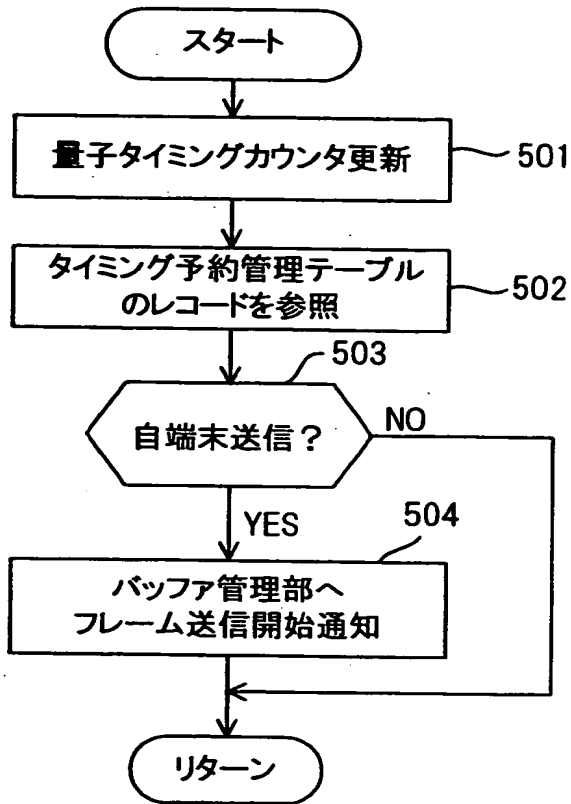 スタート
量子タイミングカウンタ更新
501
タイミング予約管理テーブル
のレコードを参照
502
503
自端末送信?
NO
YES
504
バッファ管理部へ
フレーム送信開始通知
リターン